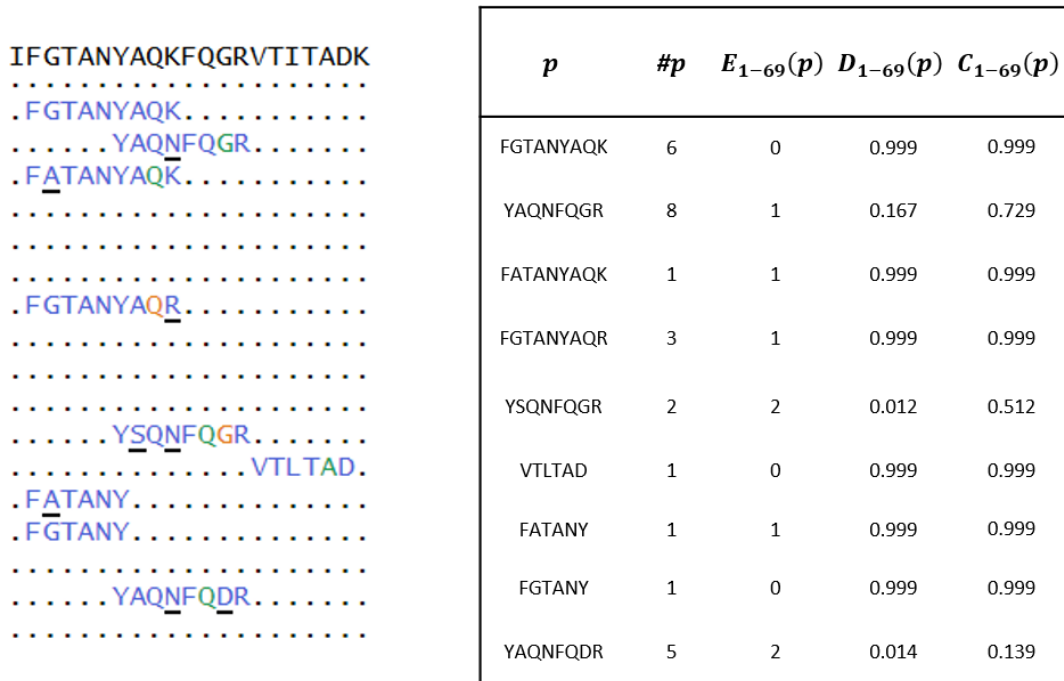 IFGTANYAQKFQGRVTITADK
.....................
.FGTANYAQK...........
......YAQNFQGR.......
.FATANYAQK...........
.....................
.....................
.....................
.FGTANYAQR...........
.....................
.....................
.....................
......YSQNFQGR.......
..............VTLTAD.
.FATANY..............
.FGTANY..............
.....................
......YAQNFQDR.......
.....................
p #p E₁₋₆₉(p) D₁₋₆₉(p) C₁₋₆₉(p)
FGTANYAQK 6 0 0.999 0.999
YAQNFQGR 8 1 0.167 0.729
FATANYAQK 1 1 0.999 0.999
FGTANYAQR 3 1 0.999 0.999
YSQNFQGR 2 2 0.012 0.512
VTLTAD 1 0 0.999 0.999
FATANY 1 1 0.999 0.999
FGTANY 1 0 0.999 0.999
YAQNFQDR 5 2 0.014 0.139